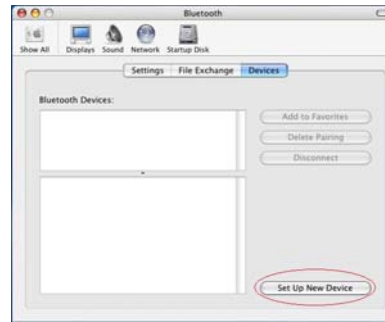 Bluetooth
Show All Displays Sound Network Startup Disk
Settings File Exchange Devices
Bluetooth Devices:
Add to Favorites
Delete Pairing
Disconnect
Set Up New Device